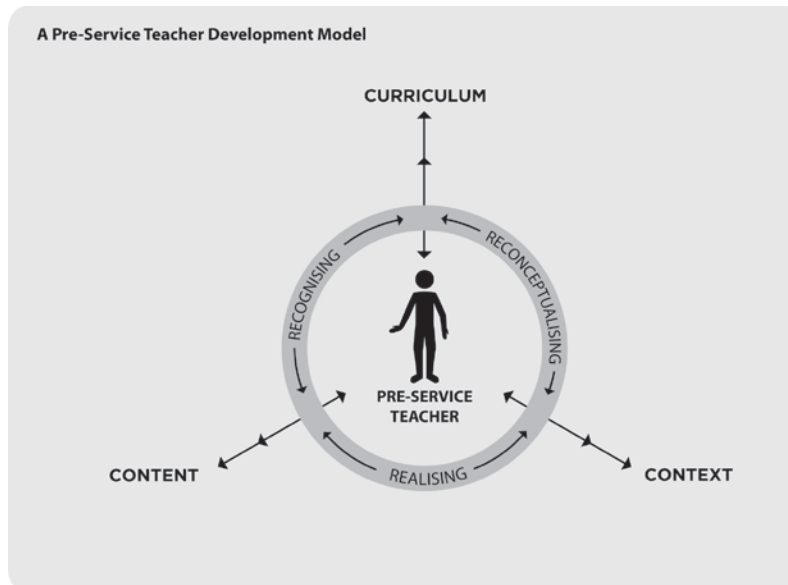 A Pre-Service Teacher Development Model
CURRICULUM
RECOGNISING
RECONCEPTUALISING
PRE-SERVICE
TEACHER
CONTENT
REALISING
CONTEXT